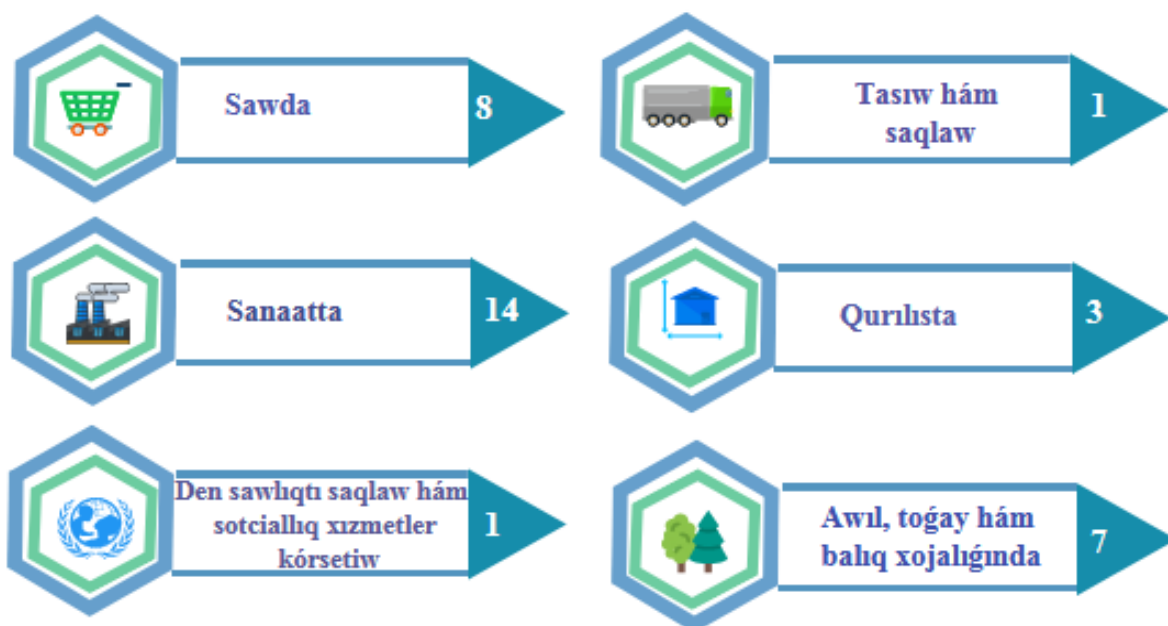 Sawda
8
Tasıw hám
saqlaw
1
Sanaatta
14
Qurılısta
3
Den sawlıqtı saqlaw hám
sotciallıq xızmetler
kórsetiw
1
Awıl, toǵay hám
balıq xojalıǵında
7